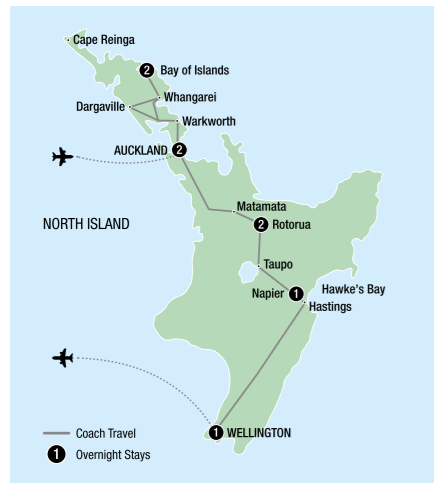 Cape Reinga
2 Bay of Islands
Whangarei
Dargaville
Warkworth
AUCKLAND 2
Matamata
NORTH ISLAND
2 Rotorua
Taupo
Hawke's Bay
Napier 1
Hastings
1 WELLINGTON
Coach Travel
1 Overnight Stays